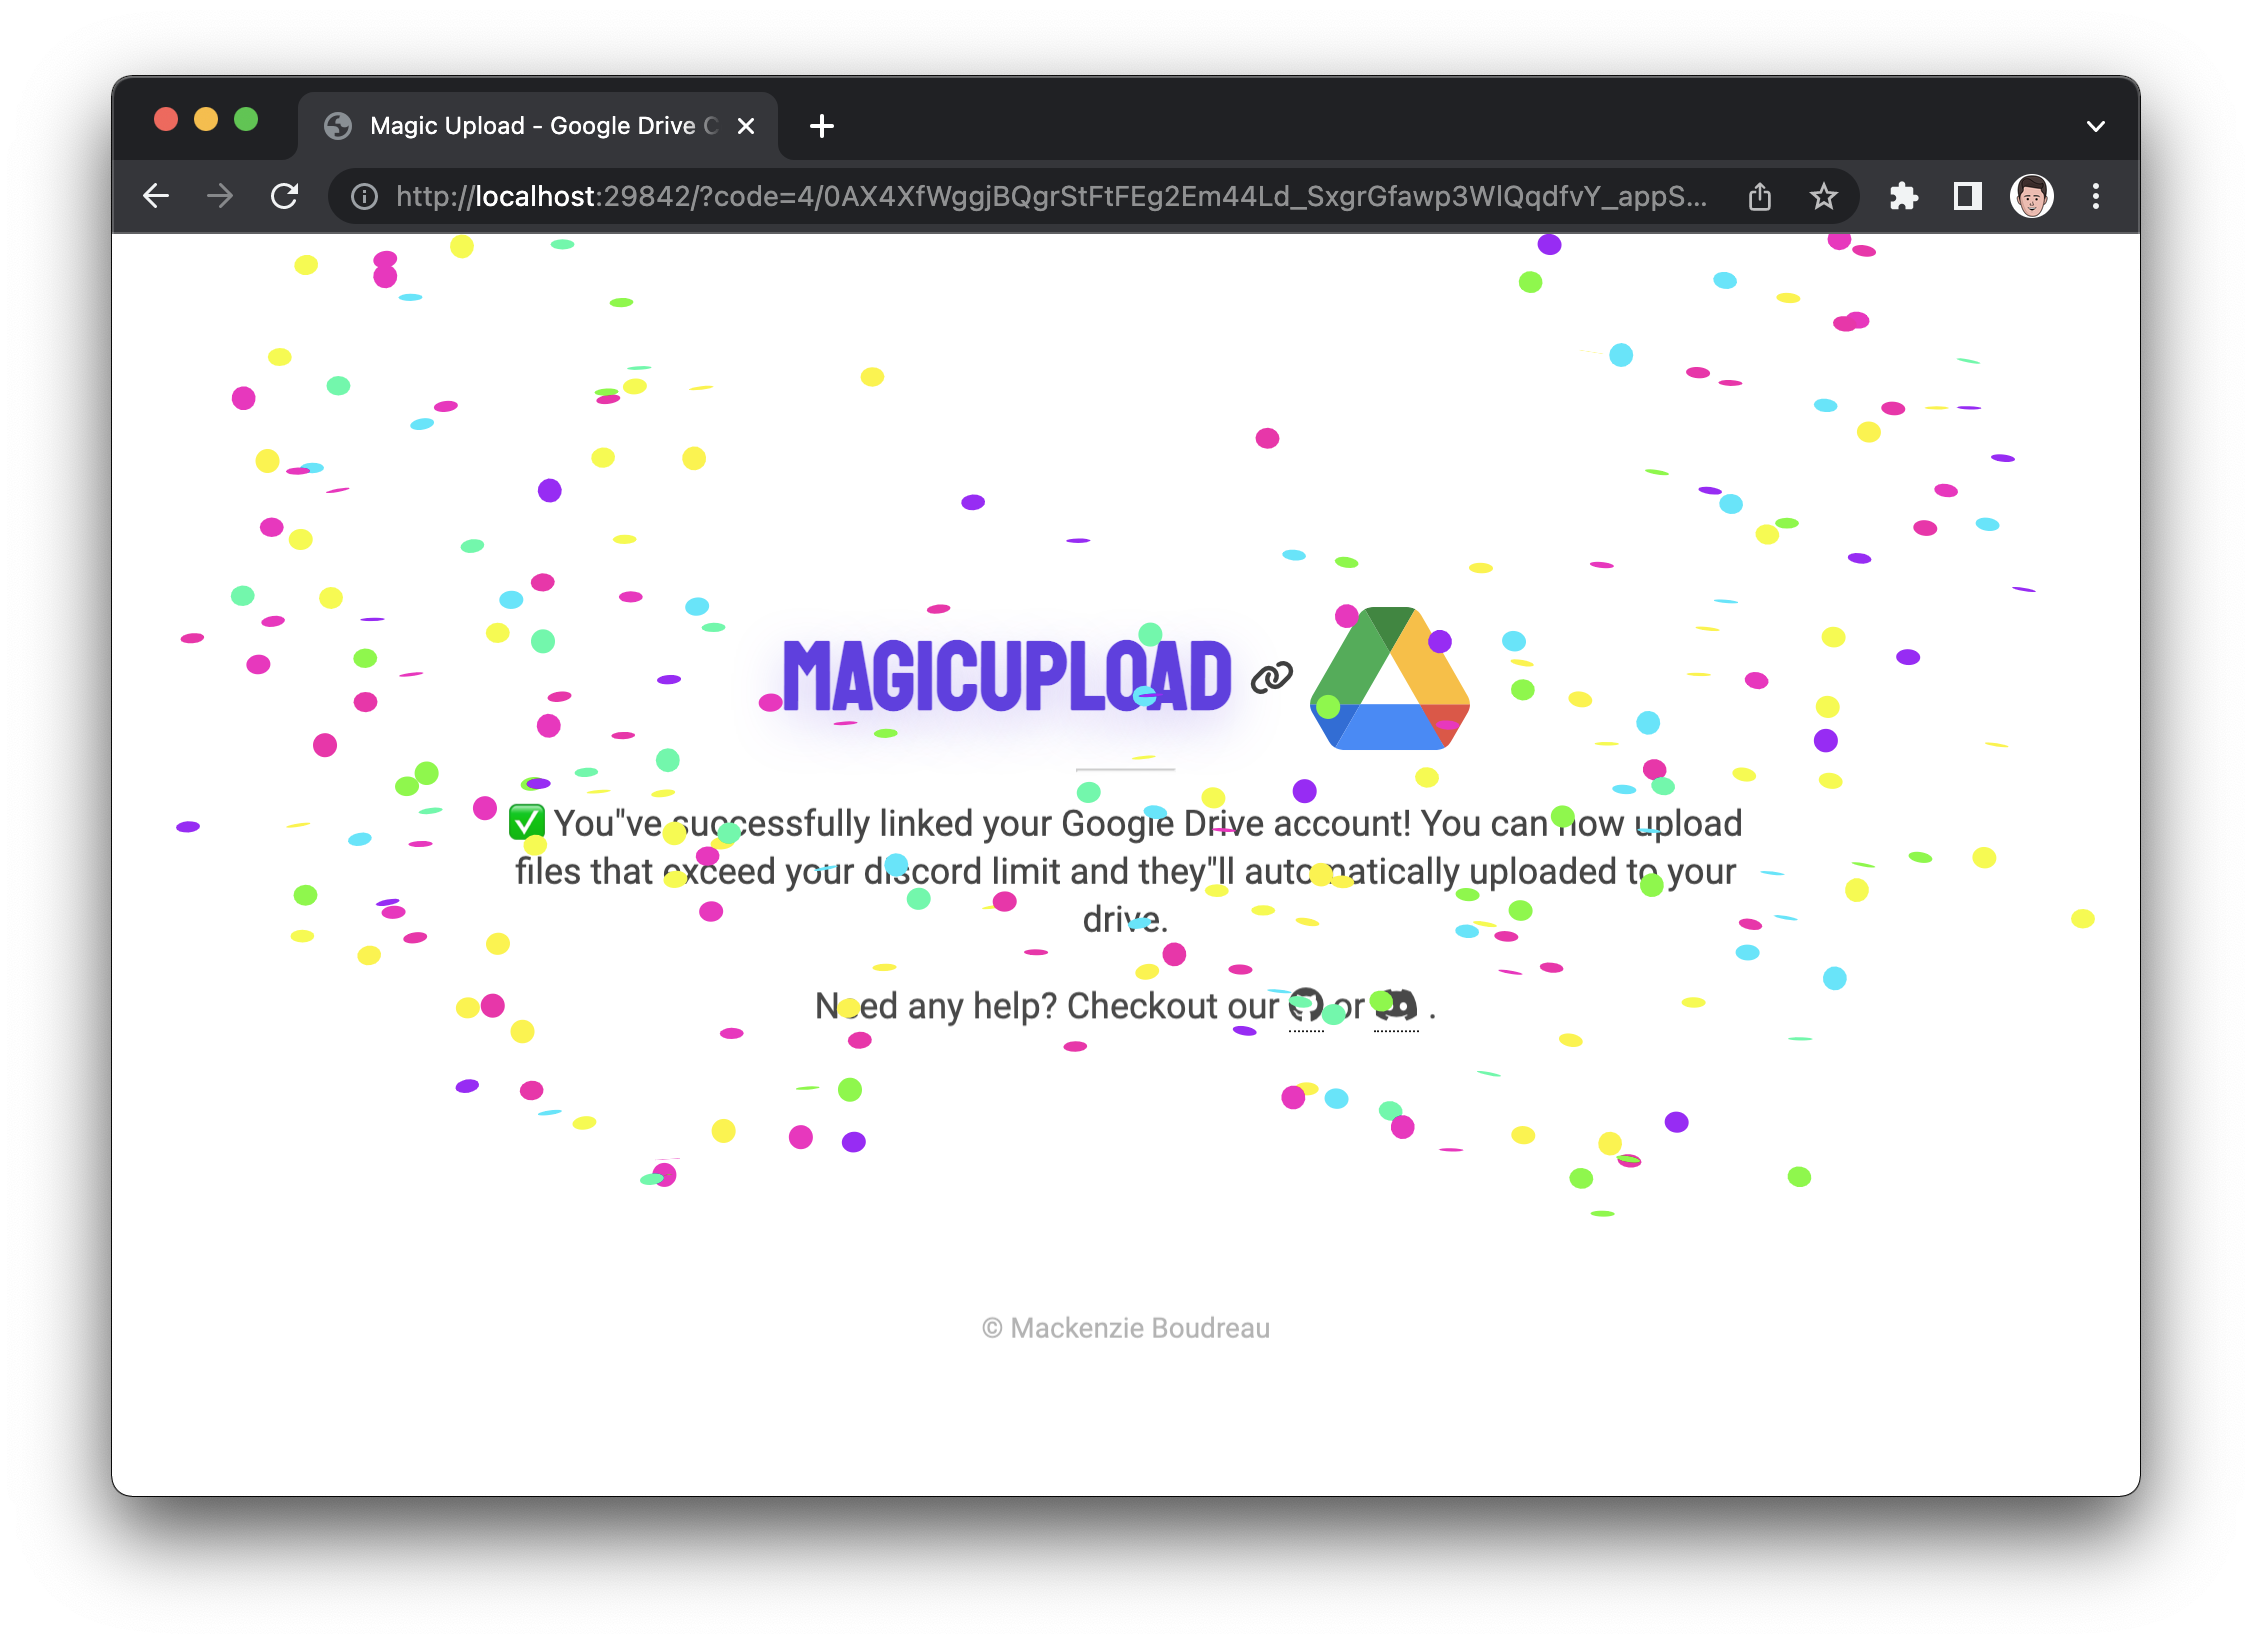 Magic Upload - Google Drive C
http://localhost:29842/?code=4/0AX4XfWggjBQgrStFtFEg2Em44Ld_SxgrGfawp3WlQqdfvY_appS...
MAGICUPLOAD
✅ You"ve successfully linked your Google Drive account! You can now upload
files that exceed your discord limit and they"ll automatically uploaded to your
drive.
Need any help? Checkout our or .
© Mackenzie Boudreau